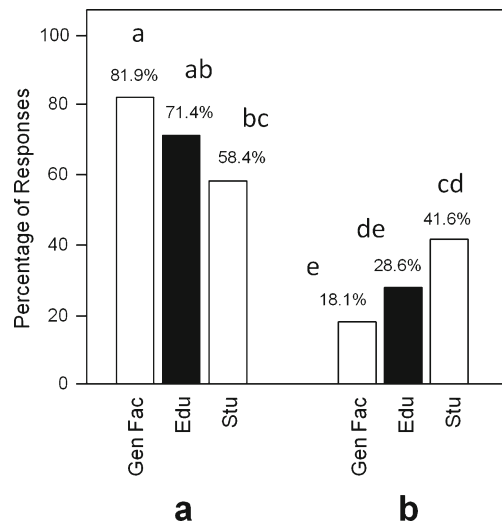 Percentage of Responses
100
80
60
40
20
0
a
81.9%
ab
71.4%
bc
58.4%
e
18.1%
de
28.6%
cd
41.6%
Gen Fac
Edu
Stu
Gen Fac
Edu
Stu
a
b